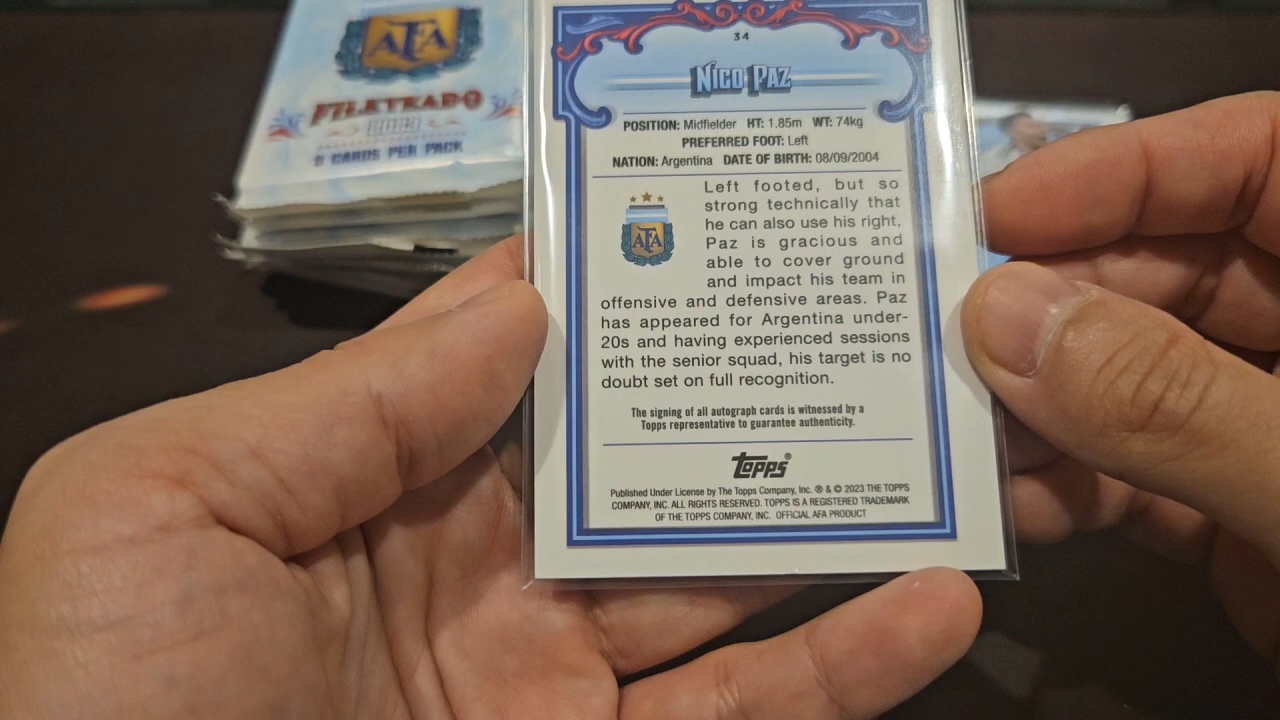 AFA
FILETEADO
5 CARDS PER PACK
34
NICO PAZ
POSITION: Midfielder HT: 1.85m WT: 74kg
PREFERRED FOOT: Left
NATION: Argentina DATE OF BIRTH: 08/09/2004
AFA
Left footed, but so
strong technically that
he can also use his right,
Paz is gracious and
able to cover ground
and impact his team in
offensive and defensive areas. Paz
has appeared for Argentina under-
20s and having experienced sessions
with the senior squad, his target is no
doubt set on full recognition.
The signing of all autograph cards is witnessed by a
Topps representative to guarantee authenticity.
topps®
Published Under License by The Topps Company, Inc. ® & © 2023 THE TOPPS
COMPANY, INC. ALL RIGHTS RESERVED. TOPPS IS A REGISTERED TRADEMARK
OF THE TOPPS COMPANY, INC. OFFICIAL AFA PRODUCT